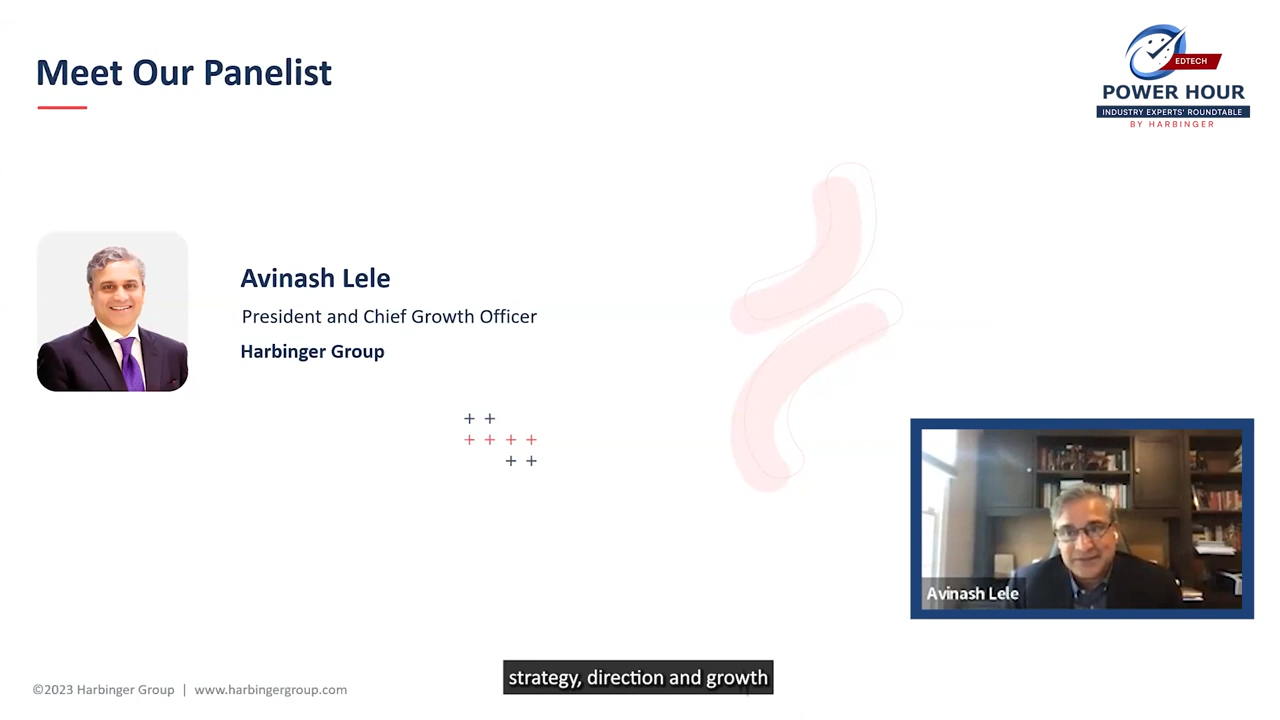 Meet Our Panelist
EDTECH
POWER HOUR
INDUSTRY EXPERTS' ROUNDTABLE
BY HARBINGER
Avinash Lele
President and Chief Growth Officer
Harbinger Group
Avinash Lele
strategy, direction and growth
©2023 Harbinger Group | www.harbingergroup.com